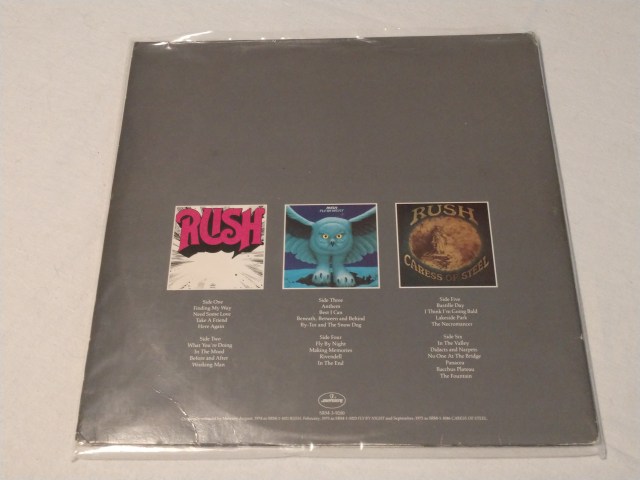 RUSH
RUSH
FLY BY NIGHT
RUSH
CARESS OF STEEL
Side One
Finding My Way
Need Some Love
Take A Friend
Here Again
Side Two
What You're Doing
In The Mood
Before and After
Working Man
Side Three
Anthem
Best I Can
Beneath, Between and Behind
By-Tor and The Snow Dog
Side Four
Fly By Night
Making Memories
Rivendell
In The End
Side Five
Bastille Day
I Think I'm Going Bald
Lakeside Park
The Necromancer
Side Six
In The Valley
Didacts and Narpets
No One At The Bridge
Panacea
Bacchus Plateau
The Fountain
mercury
SRM 3-9200